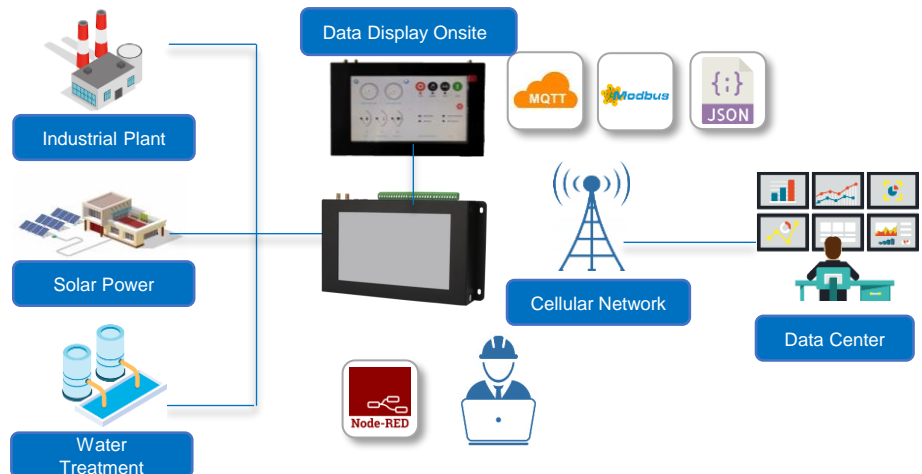 Data Display Onsite
MQTT
Modbus
{:}
JSON
Industrial Plant
Solar Power
Cellular Network
Data Center
Node-RED
Water
Treatment